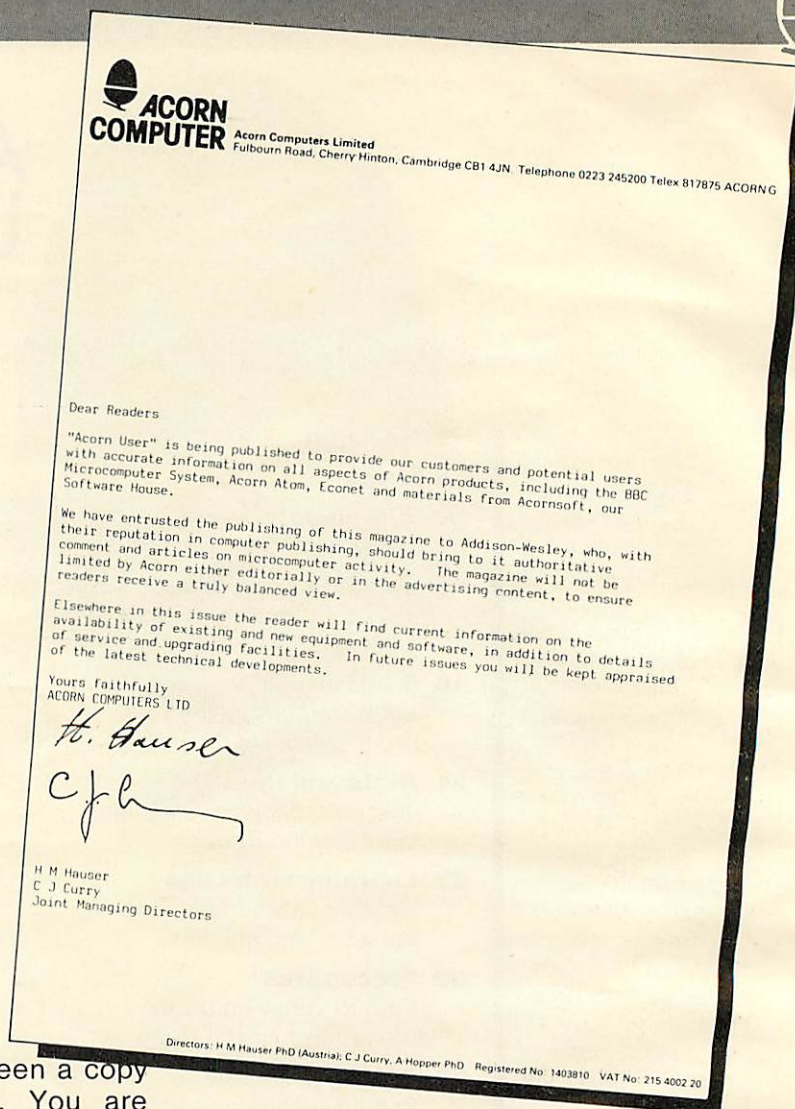 ACORN
COMPUTER
Acorn Computers Limited
Fulbourn Road, Cherry Hinton, Cambridge CB1 4JN. Telephone 0223 245200 Telex 817875 ACORN G
Dear Readers
"Acorn User" is being published to provide our customers and potential users
with accurate information on all aspects of Acorn products, including the BBC
Microcomputer System, Acorn Atom, Econet and materials from Acornsoft, our
Software House.
We have entrusted the publishing of this magazine to Addison-Wesley, who, with
their reputation in computer publishing, should bring to it authoritative
comment and articles on microcomputer activity. The magazine will not be
limited by Acorn either editorially or in the advertising content, to ensure
readers receive a truly balanced view.
Elsewhere in this issue the reader will find current information on the
availability of existing and new equipment and software, in addition to details
of service and upgrading facilities. In future issues you will be kept appraised
of the latest technical developments.
Yours faithfully
ACORN COMPUTERS LTD
H. Hauser
H M Hauser
C J Curry
Joint Managing Directors
Directors: H M Hauser PhD (Austria); C J Curry, A Hopper PhD Registered No: 1403810 VAT No: 215 4002 20
een a copy
. You are